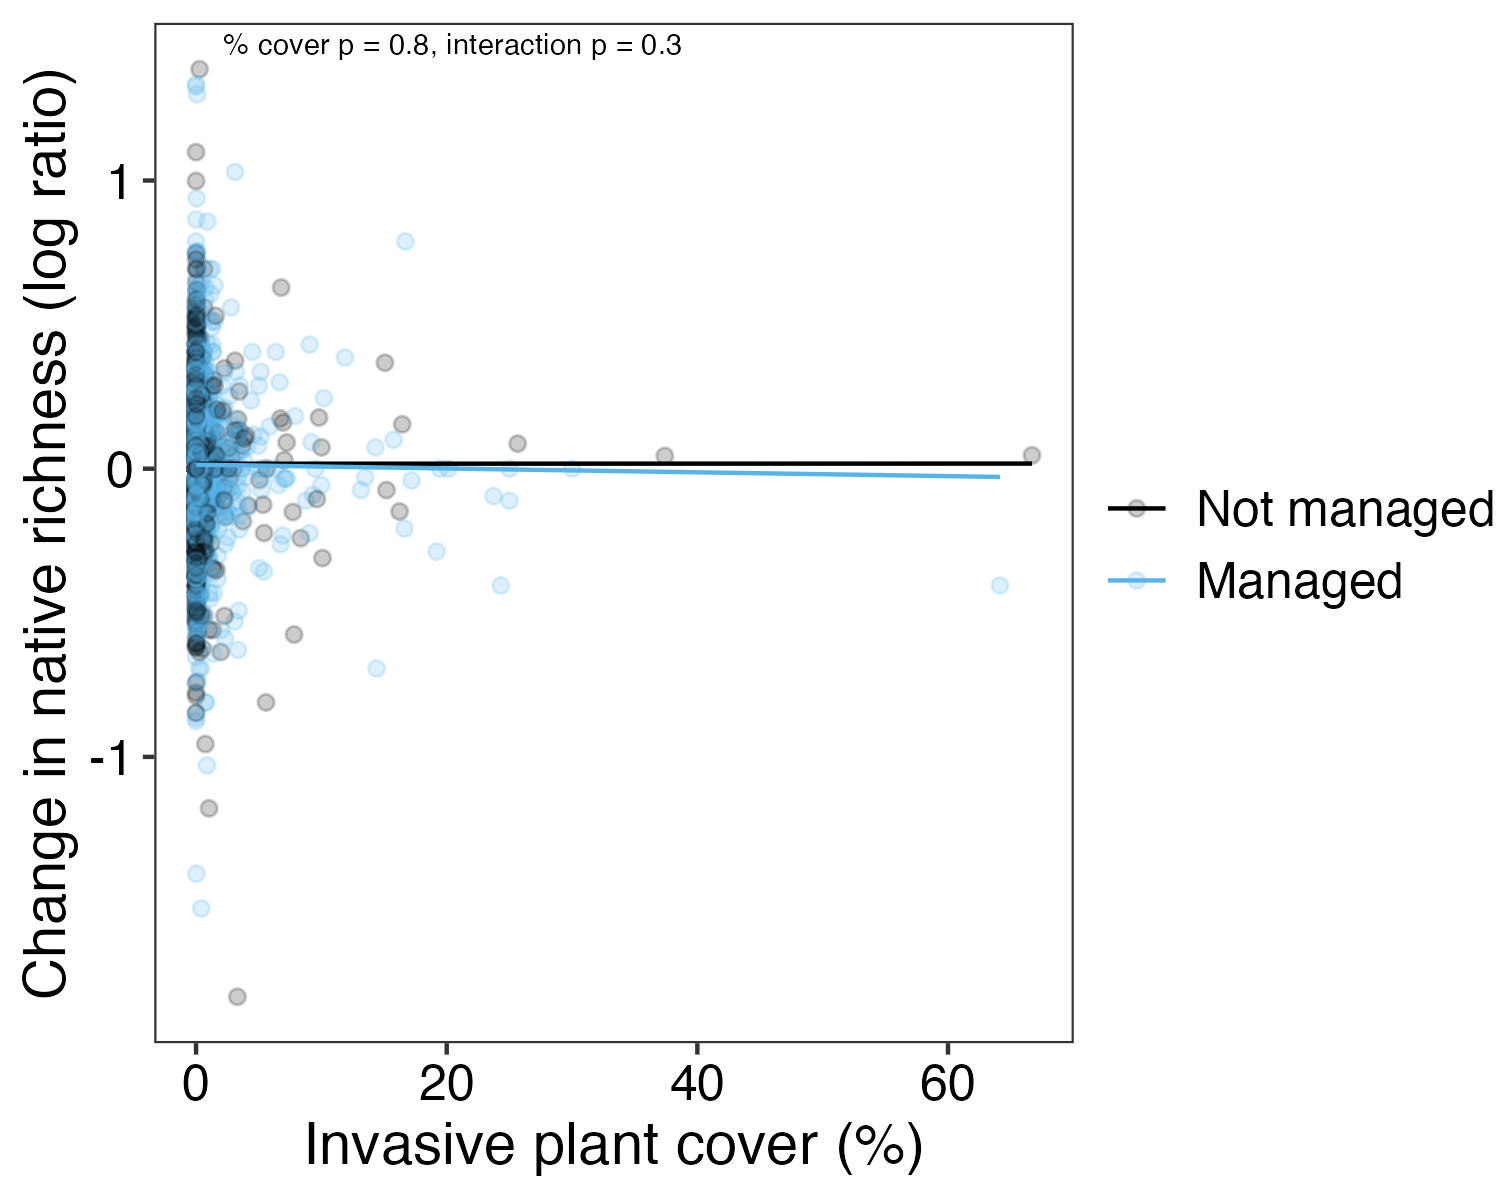 % cover p = 0.8, interaction p = 0.3
Change in native richness (log ratio)
1
0
-1
0
20
40
60
Invasive plant cover (%)
Not managed
Managed